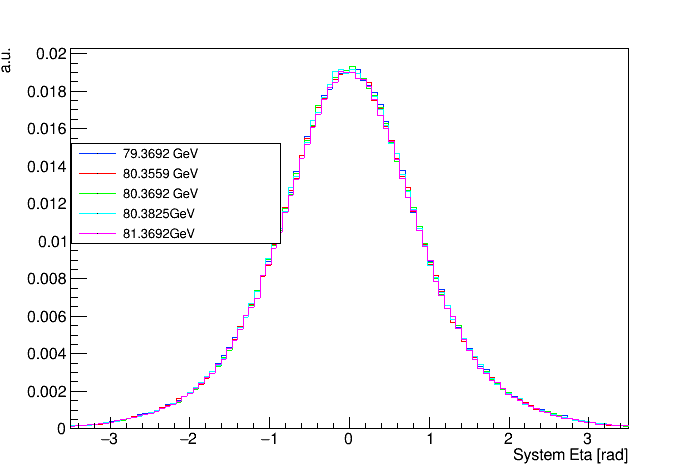 a.u.
0.02
0.018
0.016
0.014
0.012
0.01
0.008
0.006
0.004
0.002
0
79.3692 GeV
80.3559 GeV
80.3692 GeV
80.3825GeV
81.3692GeV
−3 −2 −1 0 1 2 3
System Eta [rad]